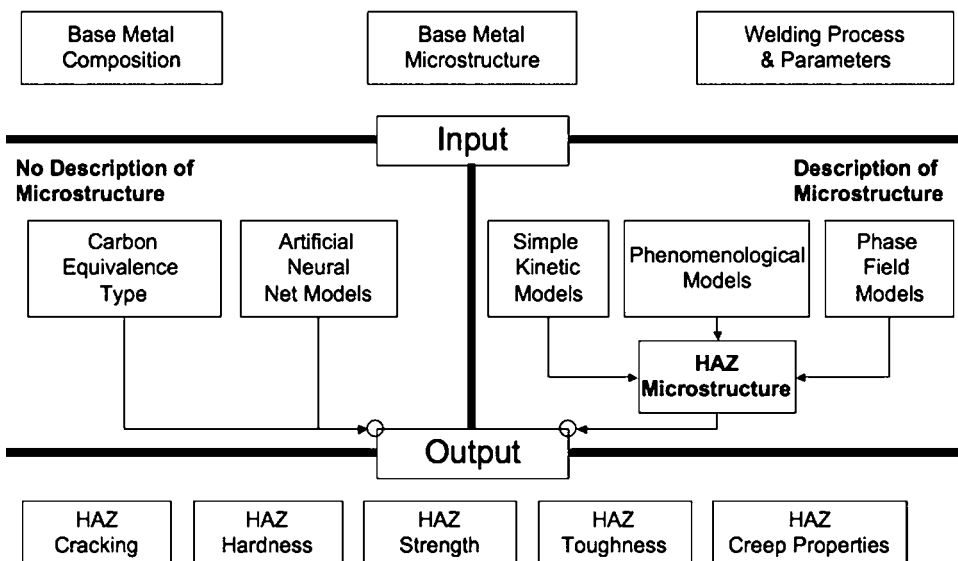 Base Metal
Composition
Base Metal
Microstructure
Welding Process
& Parameters
Input
No Description of
Microstructure
Description of
Microstructure
Carbon
Equivalence
Type
Artificial
Neural
Net Models
Simple
Kinetic
Models
Phenomenological
Models
Phase
Field
Models
HAZ
Microstructure
Output
HAZ
Cracking
HAZ
Hardness
HAZ
Strength
HAZ
Toughness
HAZ
Creep Properties